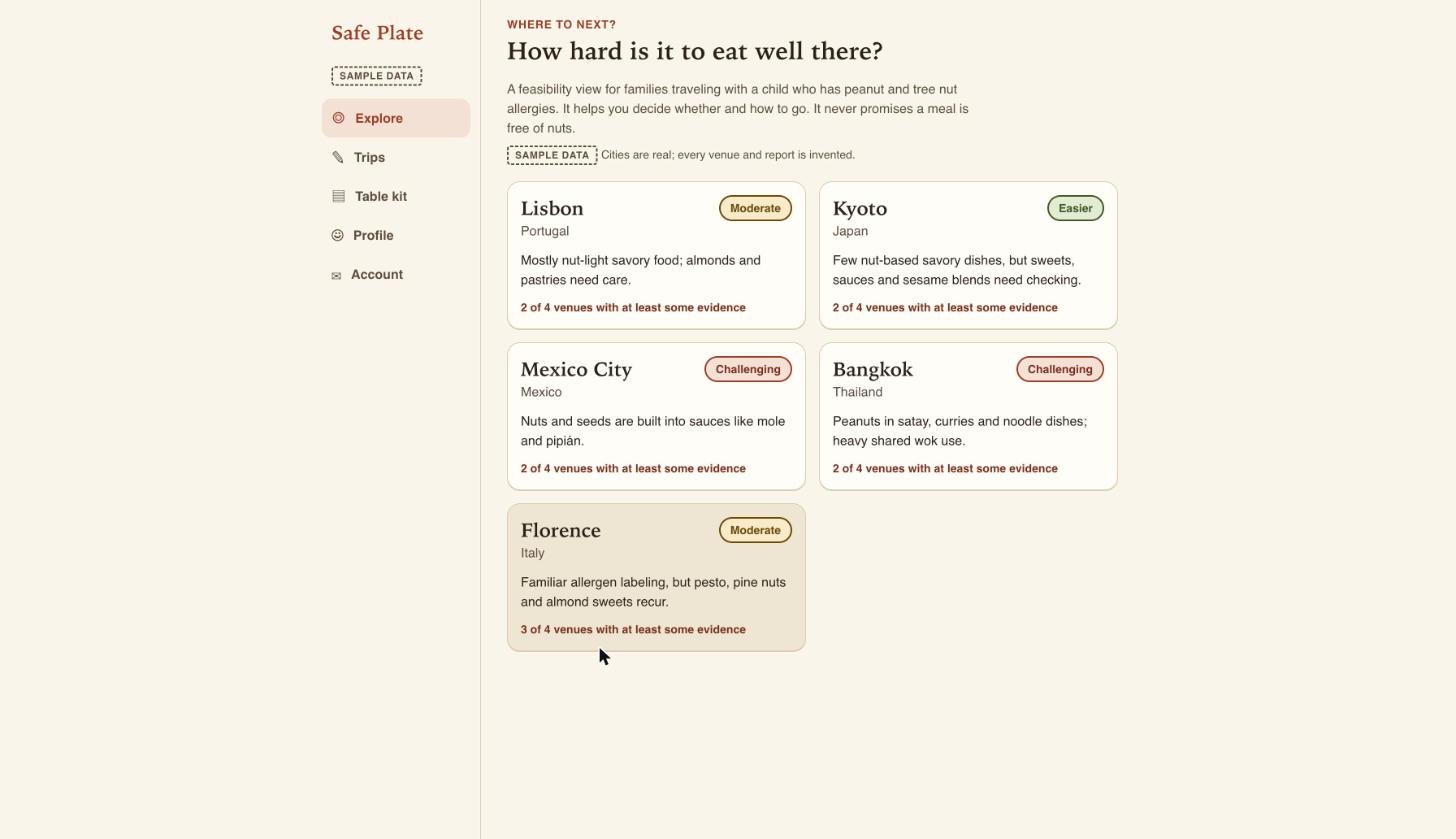 Safe Plate
SAMPLE DATA
Explore
Trips
Table kit
Profile
Account
WHERE TO NEXT?
How hard is it to eat well there?
A feasibility view for families traveling with a child who has peanut and tree nut
allergies. It helps you decide whether and how to go. It never promises a meal is
free of nuts.
SAMPLE DATA Cities are real; every venue and report is invented.
Lisbon
Moderate
Portugal
Mostly nut-light savory food; almonds and
pastries need care.
2 of 4 venues with at least some evidence
Kyoto
Easier
Japan
Few nut-based savory dishes, but sweets,
sauces and sesame blends need checking.
2 of 4 venues with at least some evidence
Mexico City
Challenging
Mexico
Nuts and seeds are built into sauces like mole
and pipián.
2 of 4 venues with at least some evidence
Bangkok
Challenging
Thailand
Peanuts in satay, curries and noodle dishes;
heavy shared wok use.
2 of 4 venues with at least some evidence
Florence
Moderate
Italy
Familiar allergen labeling, but pesto, pine nuts
and almond sweets recur.
3 of 4 venues with at least some evidence